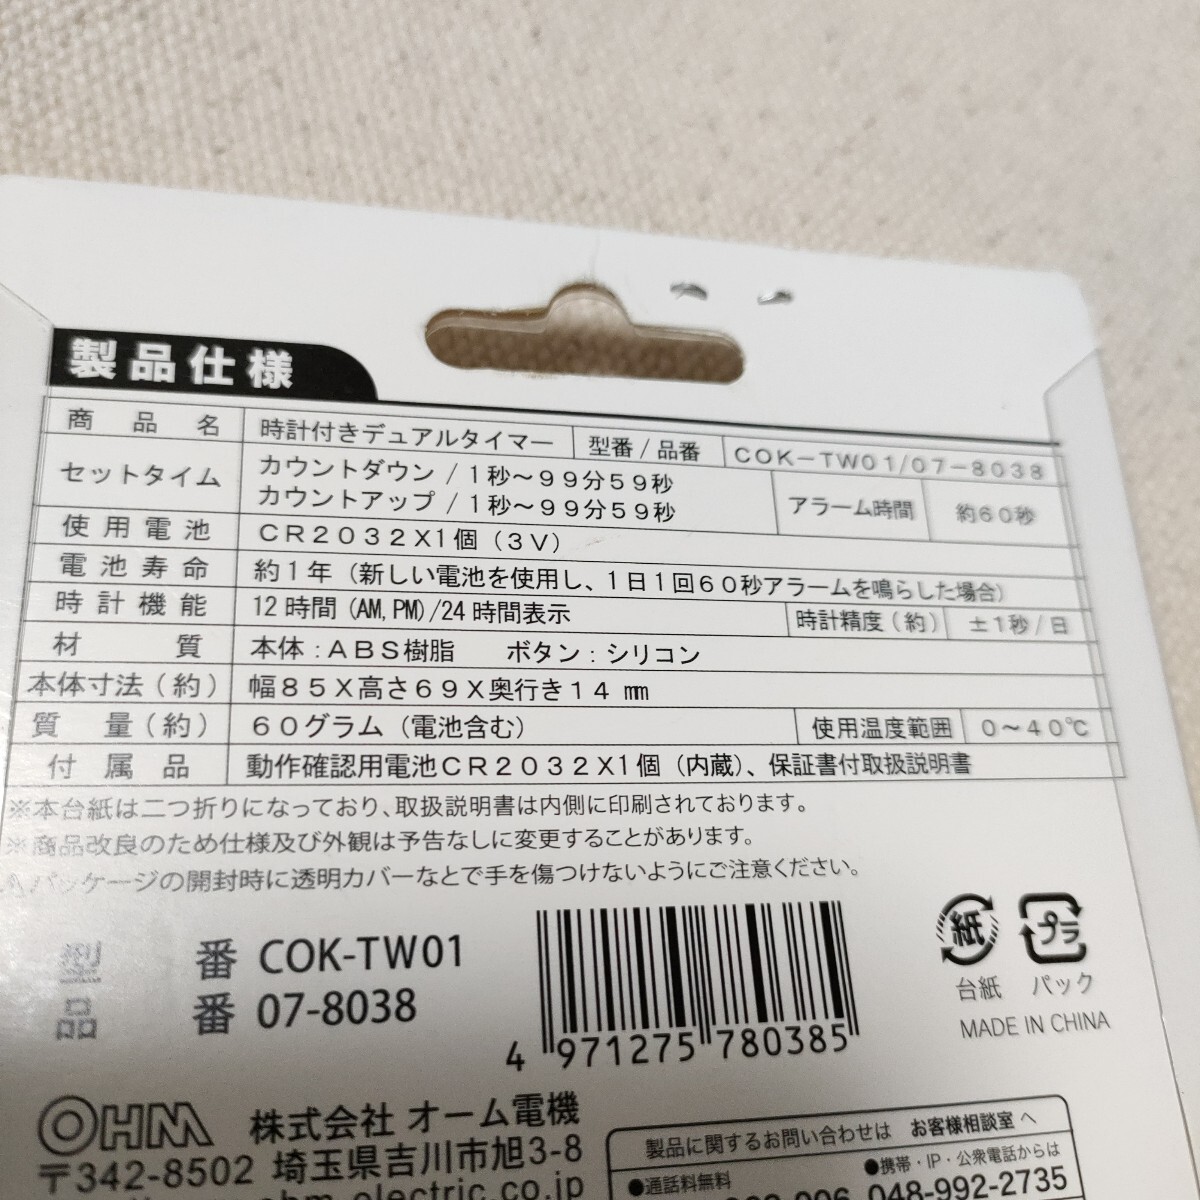 製品仕様
商品名 時計付きデュアルタイマー 型番/品番 COK-TW01/07-8038
セットタイム カウントダウン/1秒～99分59秒
カウントアップ/1秒～99分59秒 アラーム時間 約60秒
使用電池 CR2032X1個(3V)
電池寿命 約1年(新しい電池を使用し、1日1回60秒アラームを鳴らした場合)
時計機能 12時間(AM,PM)/24時間表示 時計精度(約) ±1秒/日
材質 本体:ABS樹脂 ボタン:シリコン
本体寸法(約) 幅85X高さ69X奥行き14㎜
質量(約) 60グラム(電池含む) 使用温度範囲 0～40℃
付属品 動作確認用電池CR2032X1個(内蔵)、保証書付取扱説明書
※本台紙は二つ折りになっており、取扱説明書は内側に印刷されております。
※商品改良のため仕様及び外観は予告なしに変更することがあります。
⚠パッケージの開封時に透明カバーなどで手を傷つけないようにご注意ください。
型番 COK-TW01
品番 07-8038
4 971275 780385
紙 プラ
台紙 パック
MADE IN CHINA
OHM 株式会社 オーム電機
〒342-8502 埼玉県吉川市旭3-8
ohm-electric.co.jp
製品に関するお問い合わせは お客様相談室へ
●通話料無料 ●携帯・IP・公衆電話からは
006 048-992-2735